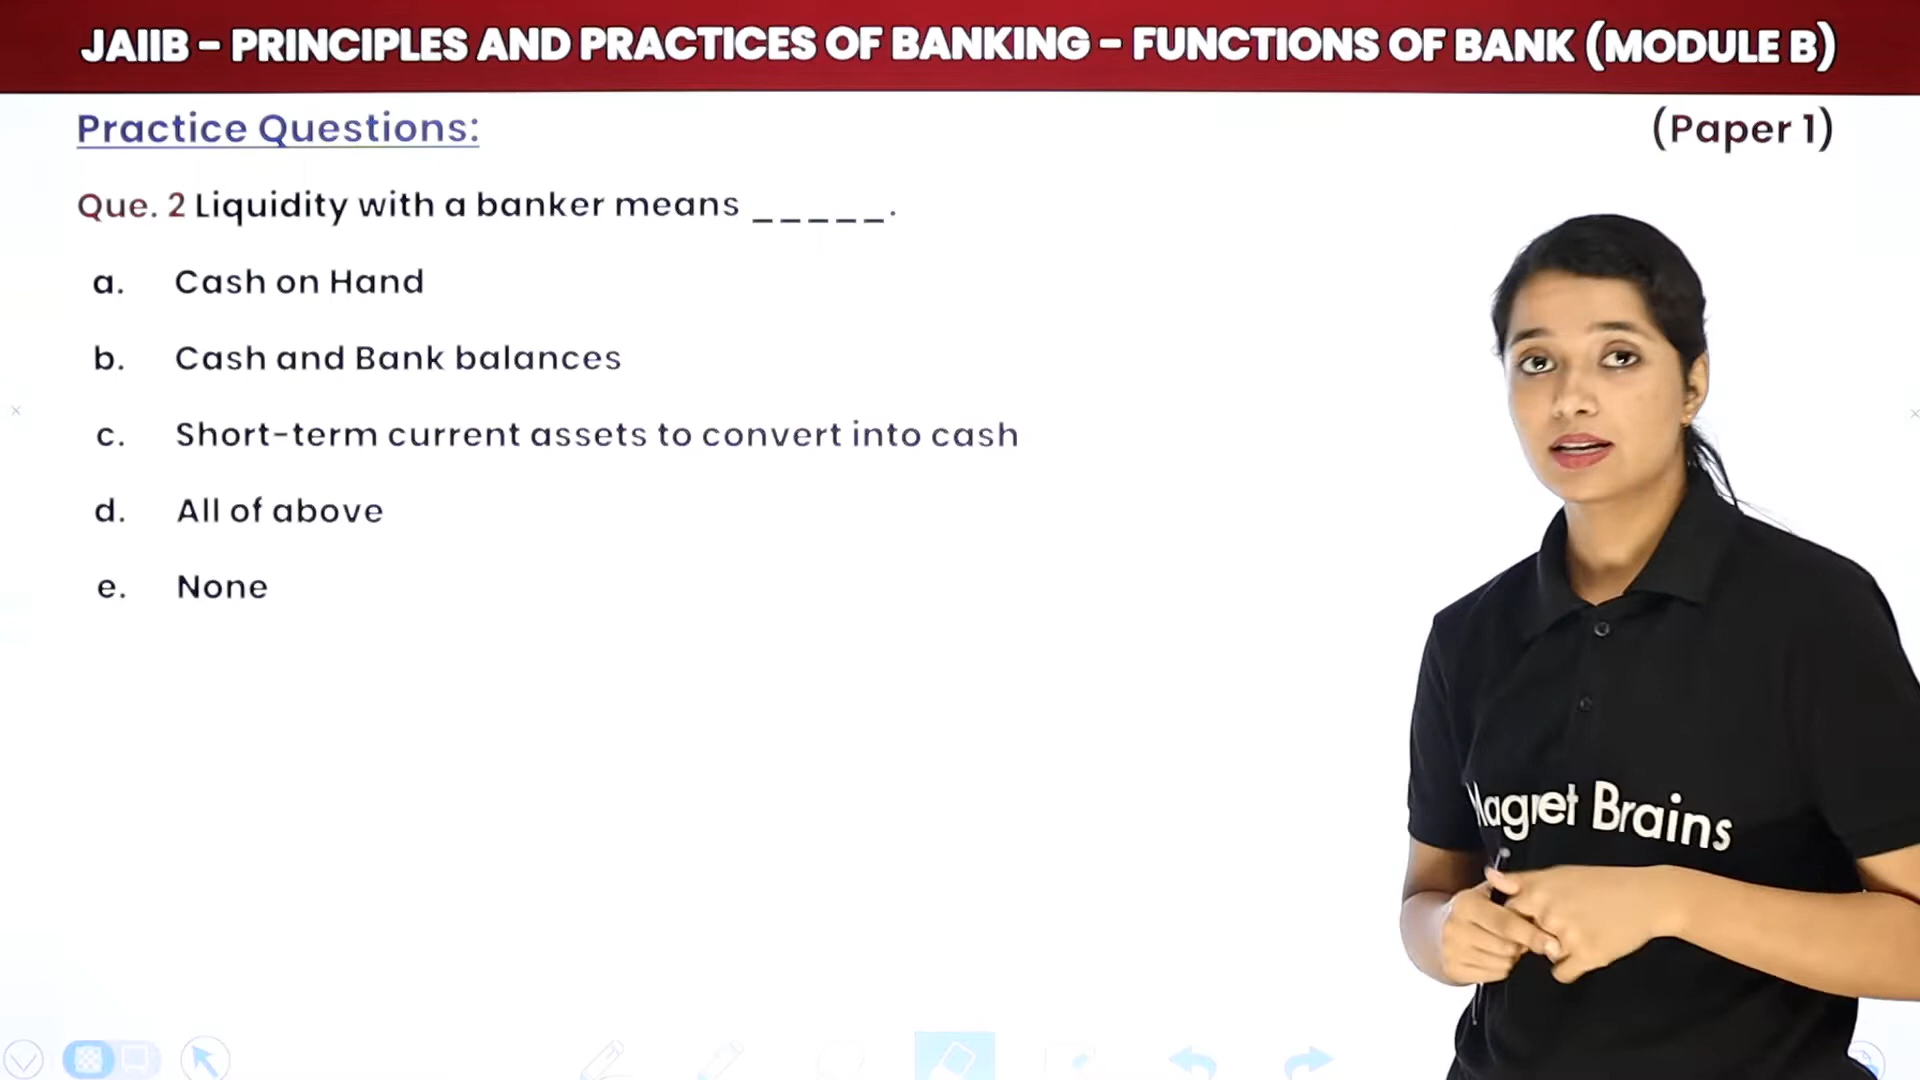 JAIIB - PRINCIPLES AND PRACTICES OF BANKING - FUNCTIONS OF BANK (MODULE B)
Practice Questions:
(Paper 1)
Que. 2 Liquidity with a banker means _ _ _ _ _.
a. Cash on Hand
b. Cash and Bank balances
c. Short-term current assets to convert into cash
d. All of above
e. None
Magnet Brains